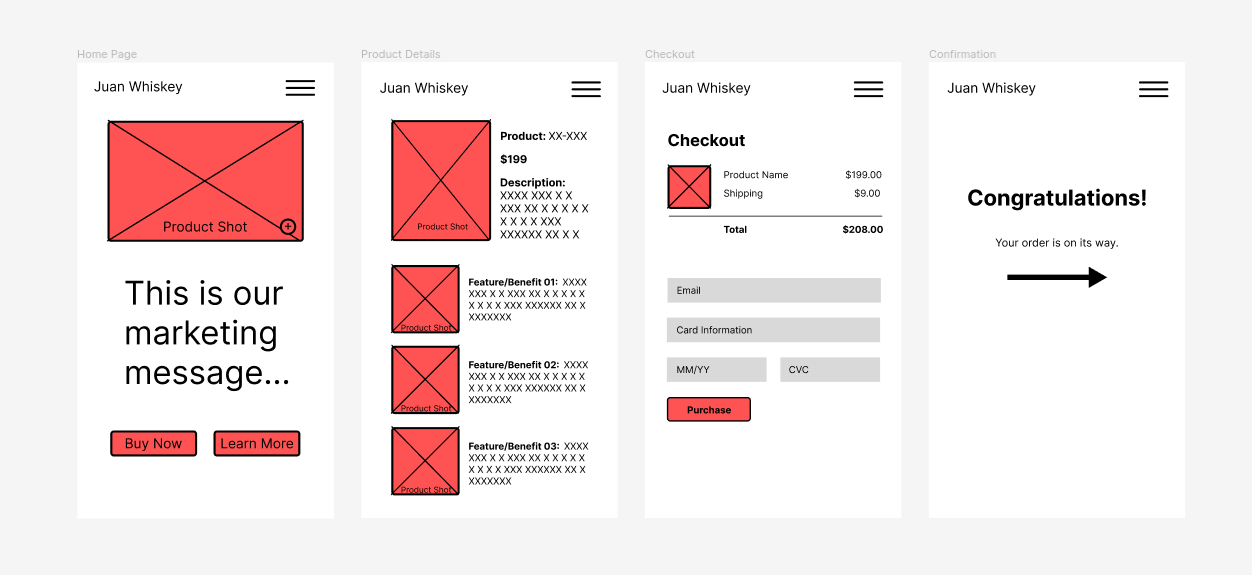 Home Page
Juan Whiskey
Product Shot
This is our
marketing
message...
Buy Now
Learn More
Product Details
Juan Whiskey
Product Shot
Product: XX-XXX
$199
Description:
XXXX XXX X X
XXX XX X X X X X
X X X X XXX
XXXXXX XX X X
Product Shot
Feature/Benefit 01: XXXX
XXX X X XXX XX X X X X X
X X X X XXX XXXXXX XX X
XXXXXXX
Product Shot
Feature/Benefit 02: XXXX
XXX X X XXX XX X X X X X
X X X X XXX XXXXXX XX X
XXXXXXX
Product Shot
Feature/Benefit 03: XXXX
XXX X X XXX XX X X X X X
X X X X XXX XXXXXX XX X
XXXXXXX
Checkout
Juan Whiskey
Checkout
Product Name $199.00
Shipping $9.00
Total $208.00
Email
Card Information
MM/YY CVC
Purchase
Confirmation
Juan Whiskey
Congratulations!
Your order is on its way.